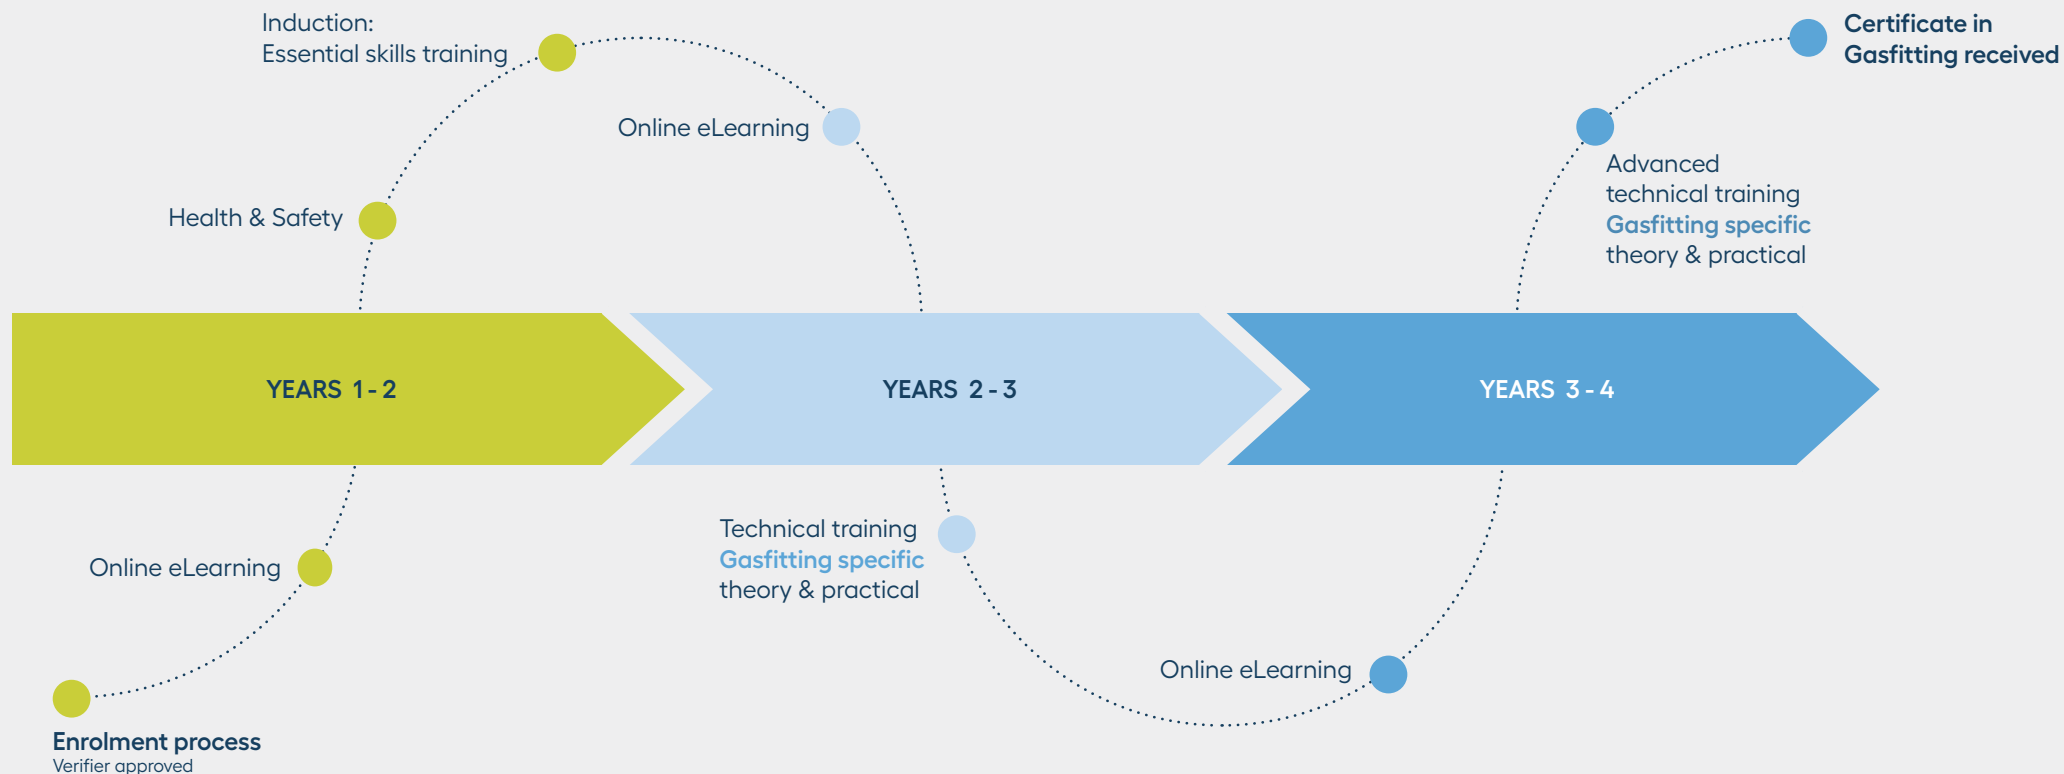 Induction:
Essential skills training
Certificate in
Gasfitting received
Online eLearning
Advanced
technical training
Gasfitting specific
theory & practical
Health & Safety
YEARS 1 - 2
YEARS 2 - 3
YEARS 3 - 4
Technical training
Gasfitting specific
theory & practical
Online eLearning
Online eLearning
Enrolment process
Verifier approved